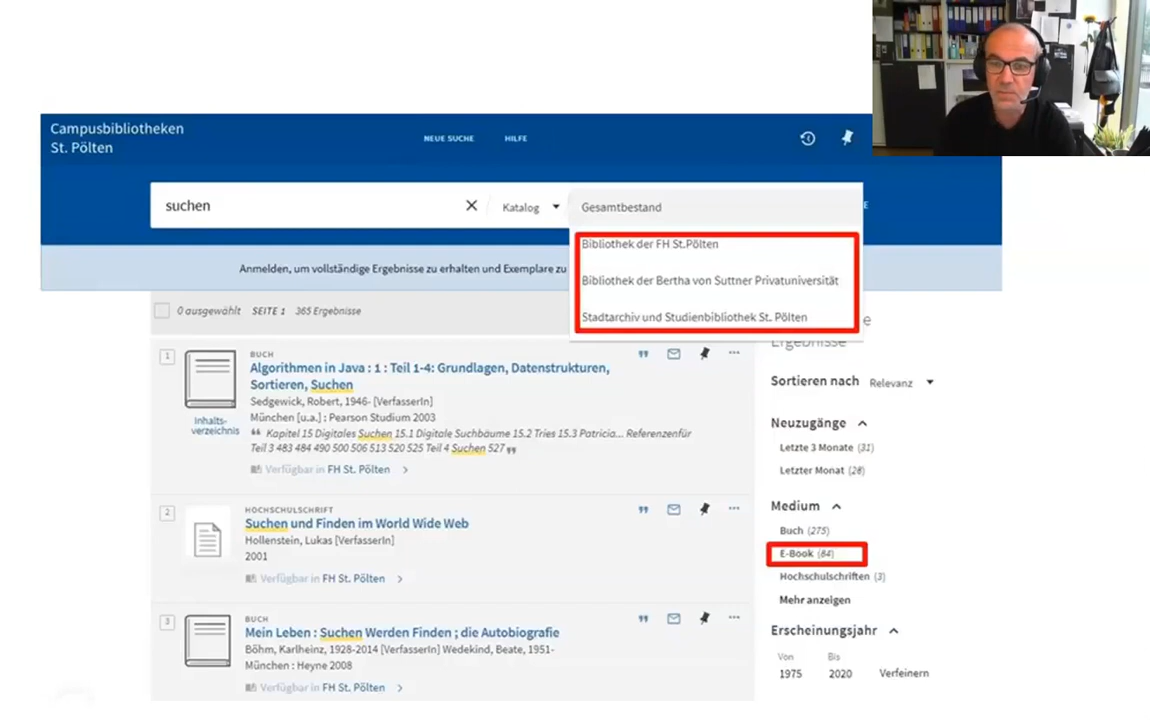 Campusbibliotheken
St. Pölten
NEUE SUCHE
HILFE
suchen
Katalog
Gesamtbestand
E
Bibliothek der FH St.Pölten
Bibliothek der Bertha von Suttner Privatuniversität
Stadtarchiv und Studienbibliothek St. Pölten
Anmelden, um vollständige Ergebnisse zu erhalten und Exemplare zu
0 ausgewählt SEITE 1 365 Ergebnisse
e
Ergebnisse
1
BUCH
Algorithmen in Java : 1 : Teil 1-4: Grundlagen, Datenstrukturen,
Sortieren, Suchen
Sedgewick, Robert, 1946- [VerfasserIn]
München [u.a.] : Pearson Studium 2003
Inhalts-
verzeichnis
Kapitel 15 Digitales Suchen 15.1 Digitale Suchbäume 15.2 Tries 15.3 Patricia... Referenzenfür
Teil 3 483 484 490 500 506 513 520 525 Teil 4 Suchen 527
Verfügbar in FH St. Pölten
2
HOCHSCHULSCHRIFT
Suchen und Finden im World Wide Web
Hollenstein, Lukas [VerfasserIn]
2001
Verfügbar in FH St. Pölten
3
BUCH
Mein Leben : Suchen Werden Finden ; die Autobiografie
Böhm, Karlheinz, 1928-2014 [VerfasserIn] Wedekind, Beate, 1951-
München : Heyne 2008
Verfügbar in FH St. Pölten
Sortieren nach Relevanz
Neuzugänge
Letzte 3 Monate (31)
Letzter Monat (26)
Medium
Buch (275)
E-Book (84)
Hochschulschriften (3)
Mehr anzeigen
Erscheinungsjahr
Von Bis
1975 2020 Verfeinern